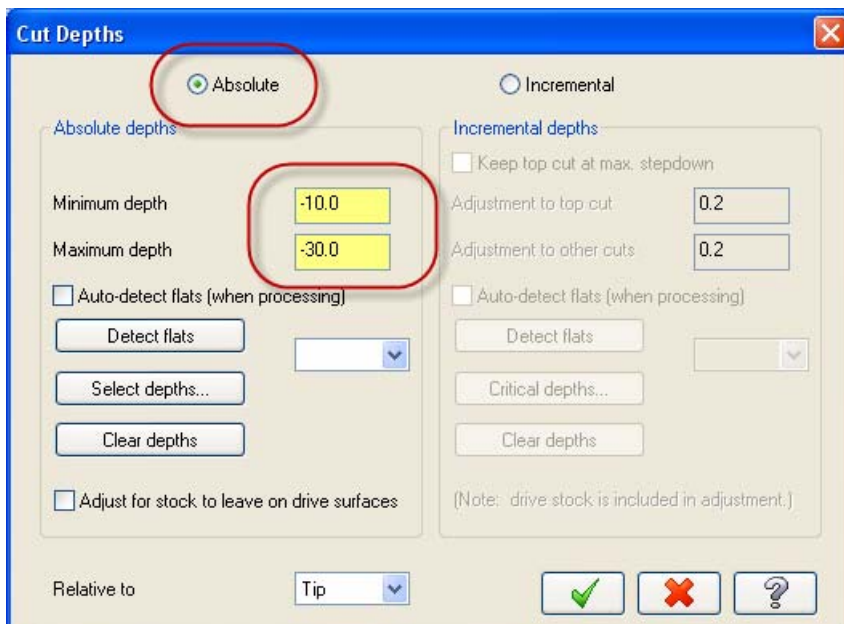 Cut Depths
Absolute
Incremental
Absolute depths
Minimum depth -10.0
Maximum depth -30.0
Auto-detect flats (when processing)
Detect flats
Select depths...
Clear depths
Adjust for stock to leave on drive surfaces
Incremental depths
Keep top cut at max. stepdown
Adjustment to top cut 0.2
Adjustment to other cuts 0.2
Auto-detect flats (when processing)
Detect flats
Critical depths...
Clear depths
(Note: drive stock is included in adjustment.)
Relative to Tip